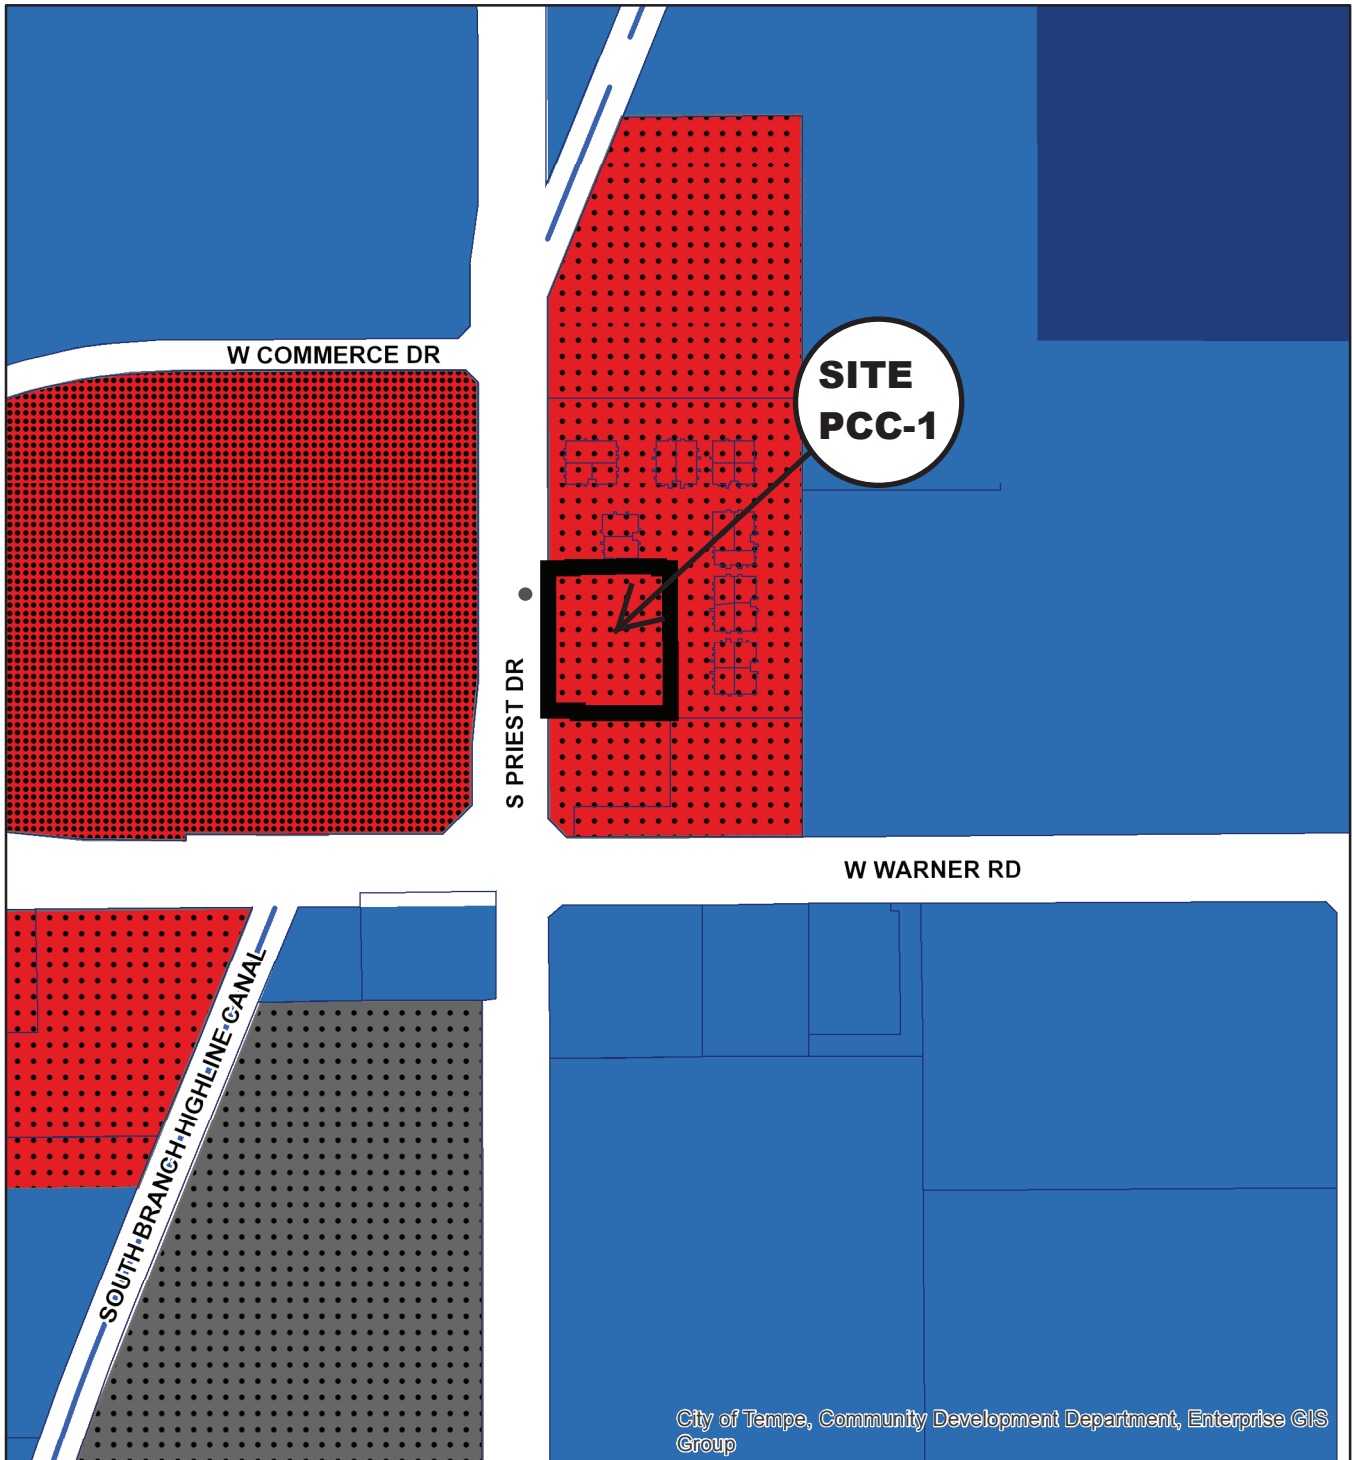 W COMMERCE DR
SITE
PCC-1
S PRIEST DR
W WARNER RD
SOUTH BRANCH HIGHLINE CANAL
City of Tempe, Community Development Department, Enterprise GIS
Group